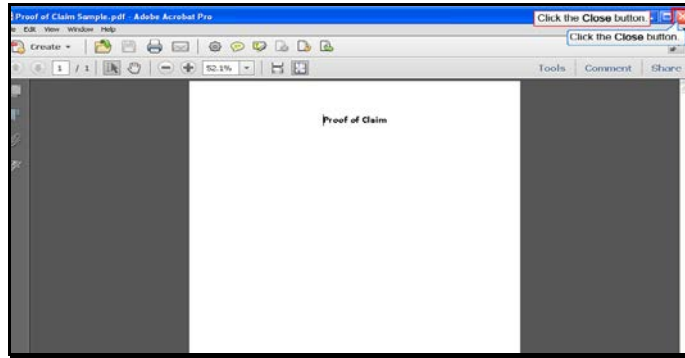 Proof of Claim Sample.pdf - Adobe Acrobat Pro
Click the Close button.
Edit View Window Help
Click the Close button.
Create
1 / 1
52.1%
Tools Comment Share
Proof of Claim